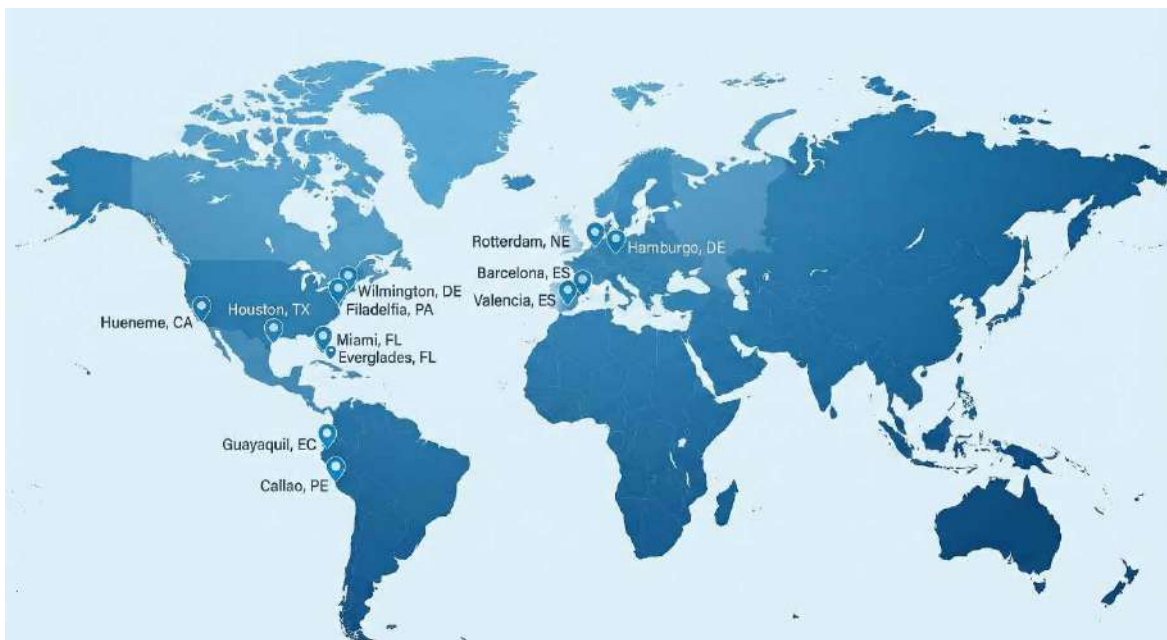 Rotterdam, NE
Hamburgo, DE
Barcelona, ES
Valencia, ES
Wilmington, DE
Filadelfia, PA
Houston, TX
Hueneme, CA
Miami, FL
Everglades, FL
Guayaquil, EC
Callao, PE